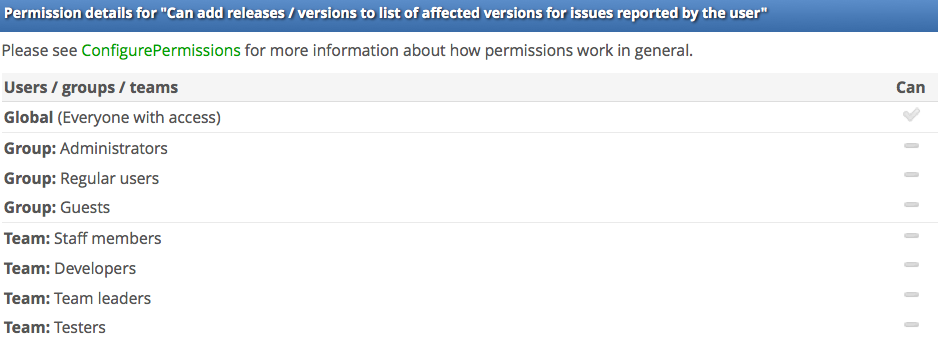 Permission details for "Can add releases / versions to list of affected versions for issues reported by the user"
Please see ConfigurePermissions for more information about how permissions work in general.
Users / groups / teams Can
Global (Everyone with access)
Group: Administrators
Group: Regular users
Group: Guests
Team: Staff members
Team: Developers
Team: Team leaders
Team: Testers